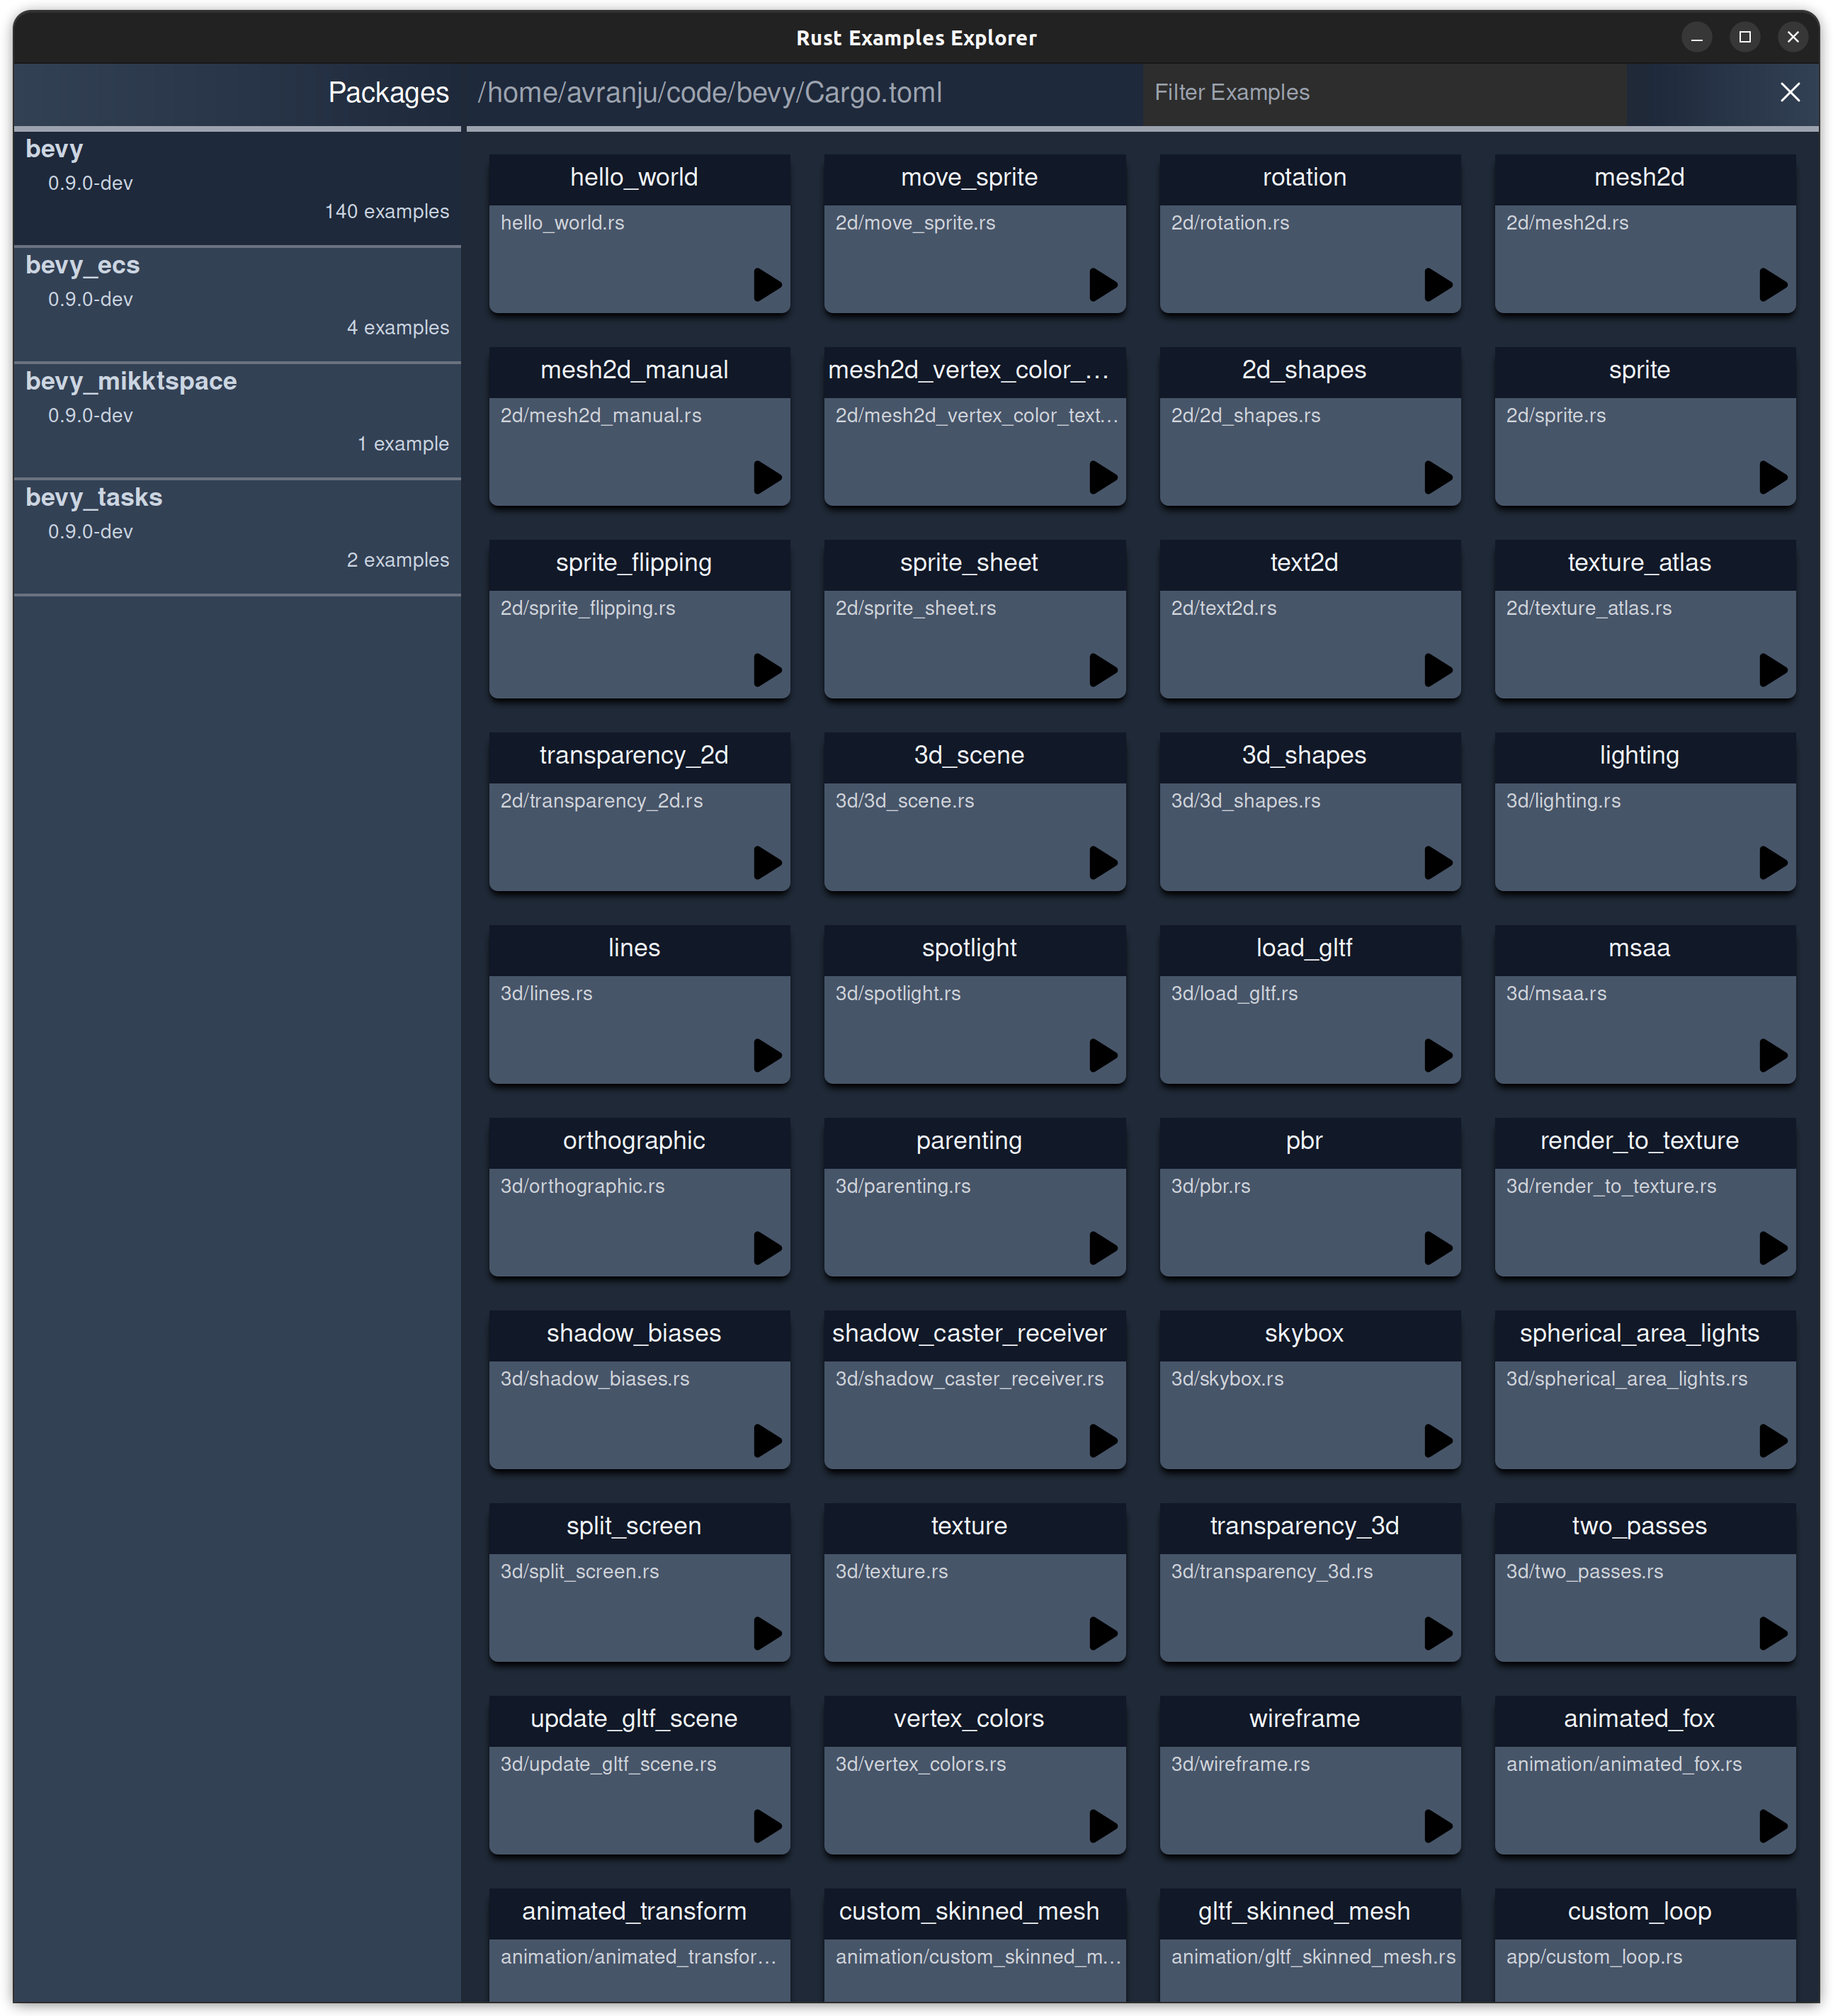 Rust Examples Explorer
Packages
/home/avranju/code/bevy/Cargo.toml
Filter Examples
bevy
0.9.0-dev
140 examples
bevy_ecs
0.9.0-dev
4 examples
bevy_mikktspace
0.9.0-dev
1 example
bevy_tasks
0.9.0-dev
2 examples
hello_world
hello_world.rs
move_sprite
2d/move_sprite.rs
rotation
2d/rotation.rs
mesh2d
2d/mesh2d.rs
mesh2d_manual
2d/mesh2d_manual.rs
mesh2d_vertex_color_...
2d/mesh2d_vertex_color_text...
2d_shapes
2d/2d_shapes.rs
sprite
2d/sprite.rs
sprite_flipping
2d/sprite_flipping.rs
sprite_sheet
2d/sprite_sheet.rs
text2d
2d/text2d.rs
texture_atlas
2d/texture_atlas.rs
transparency_2d
2d/transparency_2d.rs
3d_scene
3d/3d_scene.rs
3d_shapes
3d/3d_shapes.rs
lighting
3d/lighting.rs
lines
3d/lines.rs
spotlight
3d/spotlight.rs
load_gltf
3d/load_gltf.rs
msaa
3d/msaa.rs
orthographic
3d/orthographic.rs
parenting
3d/parenting.rs
pbr
3d/pbr.rs
render_to_texture
3d/render_to_texture.rs
shadow_biases
3d/shadow_biases.rs
shadow_caster_receiver
3d/shadow_caster_receiver.rs
skybox
3d/skybox.rs
spherical_area_lights
3d/spherical_area_lights.rs
split_screen
3d/split_screen.rs
texture
3d/texture.rs
transparency_3d
3d/transparency_3d.rs
two_passes
3d/two_passes.rs
update_gltf_scene
3d/update_gltf_scene.rs
vertex_colors
3d/vertex_colors.rs
wireframe
3d/wireframe.rs
animated_fox
animation/animated_fox.rs
animated_transform
animation/animated_transfor...
custom_skinned_mesh
animation/custom_skinned_m...
gltf_skinned_mesh
animation/gltf_skinned_mesh.rs
custom_loop
app/custom_loop.rs